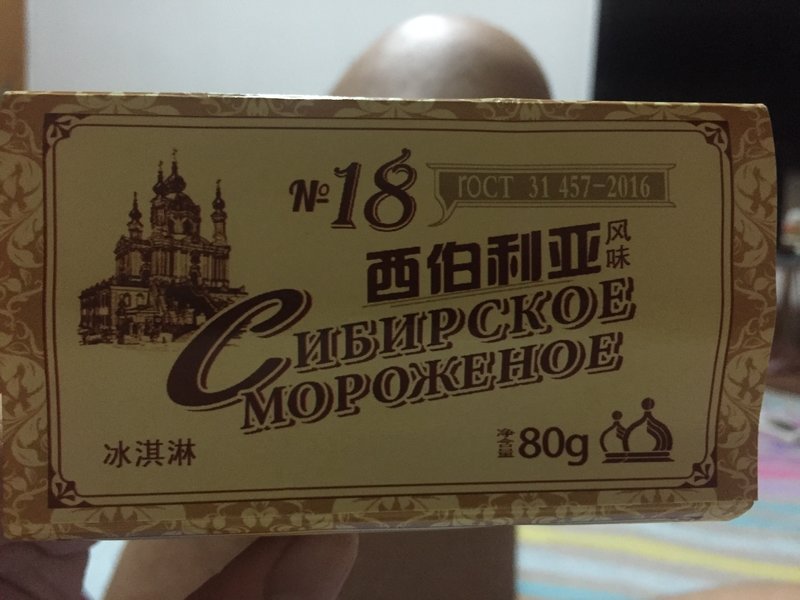 №18
ГОСТ 31 457-2016
西伯利亚风味
СИБИРСКОЕ
МОРОЖЕНОЕ
冰淇淋
净含量 80g